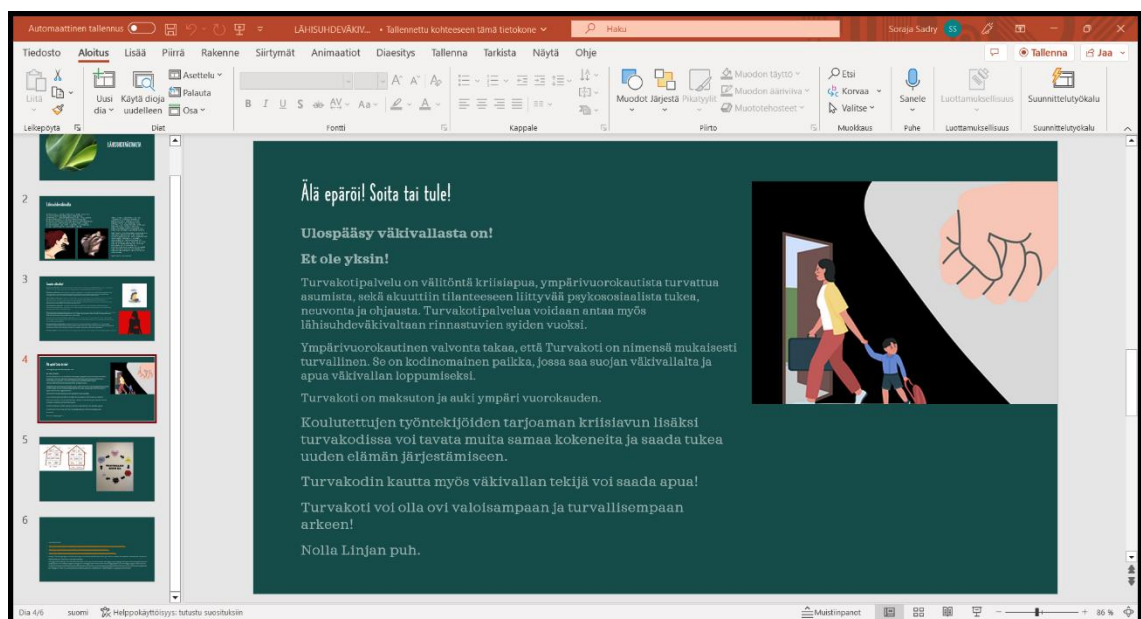 Automaattinen tallennus
LÄHISUHDEVÄKIV... • Tallennettu kohteeseen tämä tietokone
Haku
Soraja Sadry
SS
Tiedosto Aloitus Lisää Piirrä Rakenne Siirtymät Animaatiot Diaesitys Tallenna Tarkista Näytä Ohje
Tallenna
Jaa
Liitä
Uusi dia
Käytä dioja uudelleen
Asettelu
Palauta
Osa
Muodot Järjestä Pikatyylit
Muodon täyttö
Muodon ääriviiva
Muototehosteet
Etsi
Korvaa
Valitse
Sanele
Luottamuksellisuus
Suunnittelutyökalu
Leikepöytä Diat Fontti Kappale Piirto Muokkaus Puhe Luottamuksellisuus Suunnittelutyökalu
2
3
4
5
6
Älä epäröi! Soita tai tule!
Ulospääsy väkivallasta on!
Et ole yksin!
Turvakotipalvelu on välitöntä kriisiapua, ympärivuorokautista turvattua
asumista, sekä akuuttiin tilanteeseen liittyvää psykososiaalista tukea,
neuvonta ja ohjausta. Turvakotipalvelua voidaan antaa myös
lähisuhdeväkivaltaan rinnastuvien syiden vuoksi.
Ympärivuorokautinen valvonta takaa, että Turvakoti on nimensä mukaisesti
turvallinen. Se on kodinomainen paikka, jossa saa suojan väkivallalta ja
apua väkivallan loppumiseksi.
Turvakoti on maksuton ja auki ympäri vuorokauden.
Koulutettujen työntekijöiden tarjoaman kriisiavun lisäksi
turvakodissa voi tavata muita samaa kokeneita ja saada tukea
uuden elämän järjestämiseen.
Turvakodin kautta myös väkivallan tekijä voi saada apua!
Turvakoti voi olla ovi valoisampaan ja turvallisempaan
arkeen!
Nolla Linjan puh.
Dia 4/6 suomi Helppokäyttöisyys: tutustu suosituksiin
Muistiinpanot
86 %